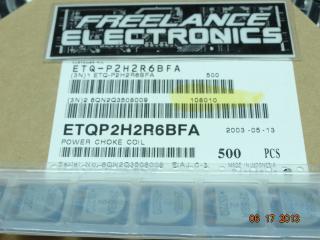 FREELANCE
ELECTRONICS
ETQ-P2H2R6BFA
(3N)1 ETQ-P2H2R6BFA 500
(3N)2 6QN2Q3508009 108010
ETQP2H2R6BFA 2003-05-13
POWER CHOKE COIL 500 PCS
06 17 2013